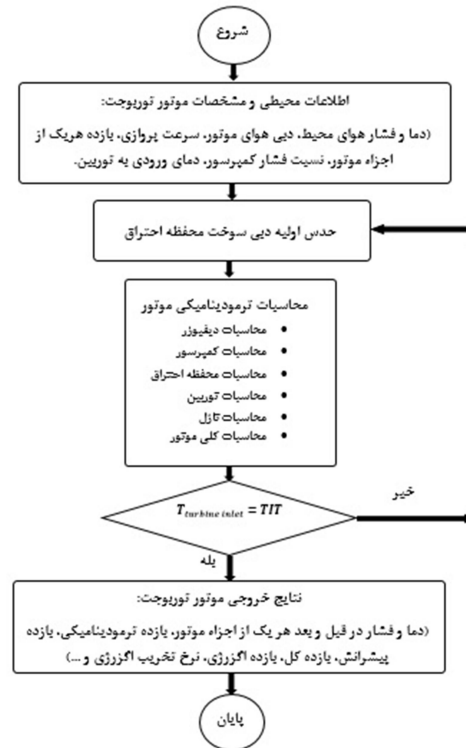 شروع
اطلاعات محیطی و مشخصات موتور توربوجت:
(دما و فشار هوای محیط، دبی هوای موتور، سرعت پروازی، بازده هریک از
اجزاء موتور، نسبت فشار کمپرسور، دمای ورودی به توربین.
حدس اولیه دبی سوخت محفظه احتراق
محاسبات ترمودینامیکی موتور
• محاسبات دیفیوزر
• محاسبات کمپرسور
• محاسبات محفظه احتراق
• محاسبات توربین
• محاسبات نازل
• محاسبات کلی موتور
T turbine inlet = TIT
خیر
بله
نتایج خروجی موتور توربوجت:
(دما و فشار در قبل و بعد هر یک از اجزاء موتور، بازده ترمودینامیکی، بازده
پیشرانش، بازده کل، بازده اگزرژی، نرخ تخریب اگزرژی و ...)
پایان